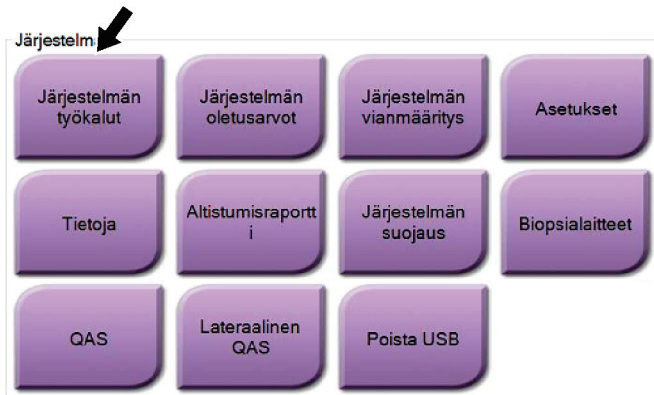 Järjestelmä
Järjestelmän
työkalut
Järjestelmän
oletusarvot
Järjestelmän
vianmääritys
Asetukset
Tietoja
Altistumisraportt
i
Järjestelmän
suojaus
Biopsialaitteet
QAS
Lateraalinen
QAS
Poista USB